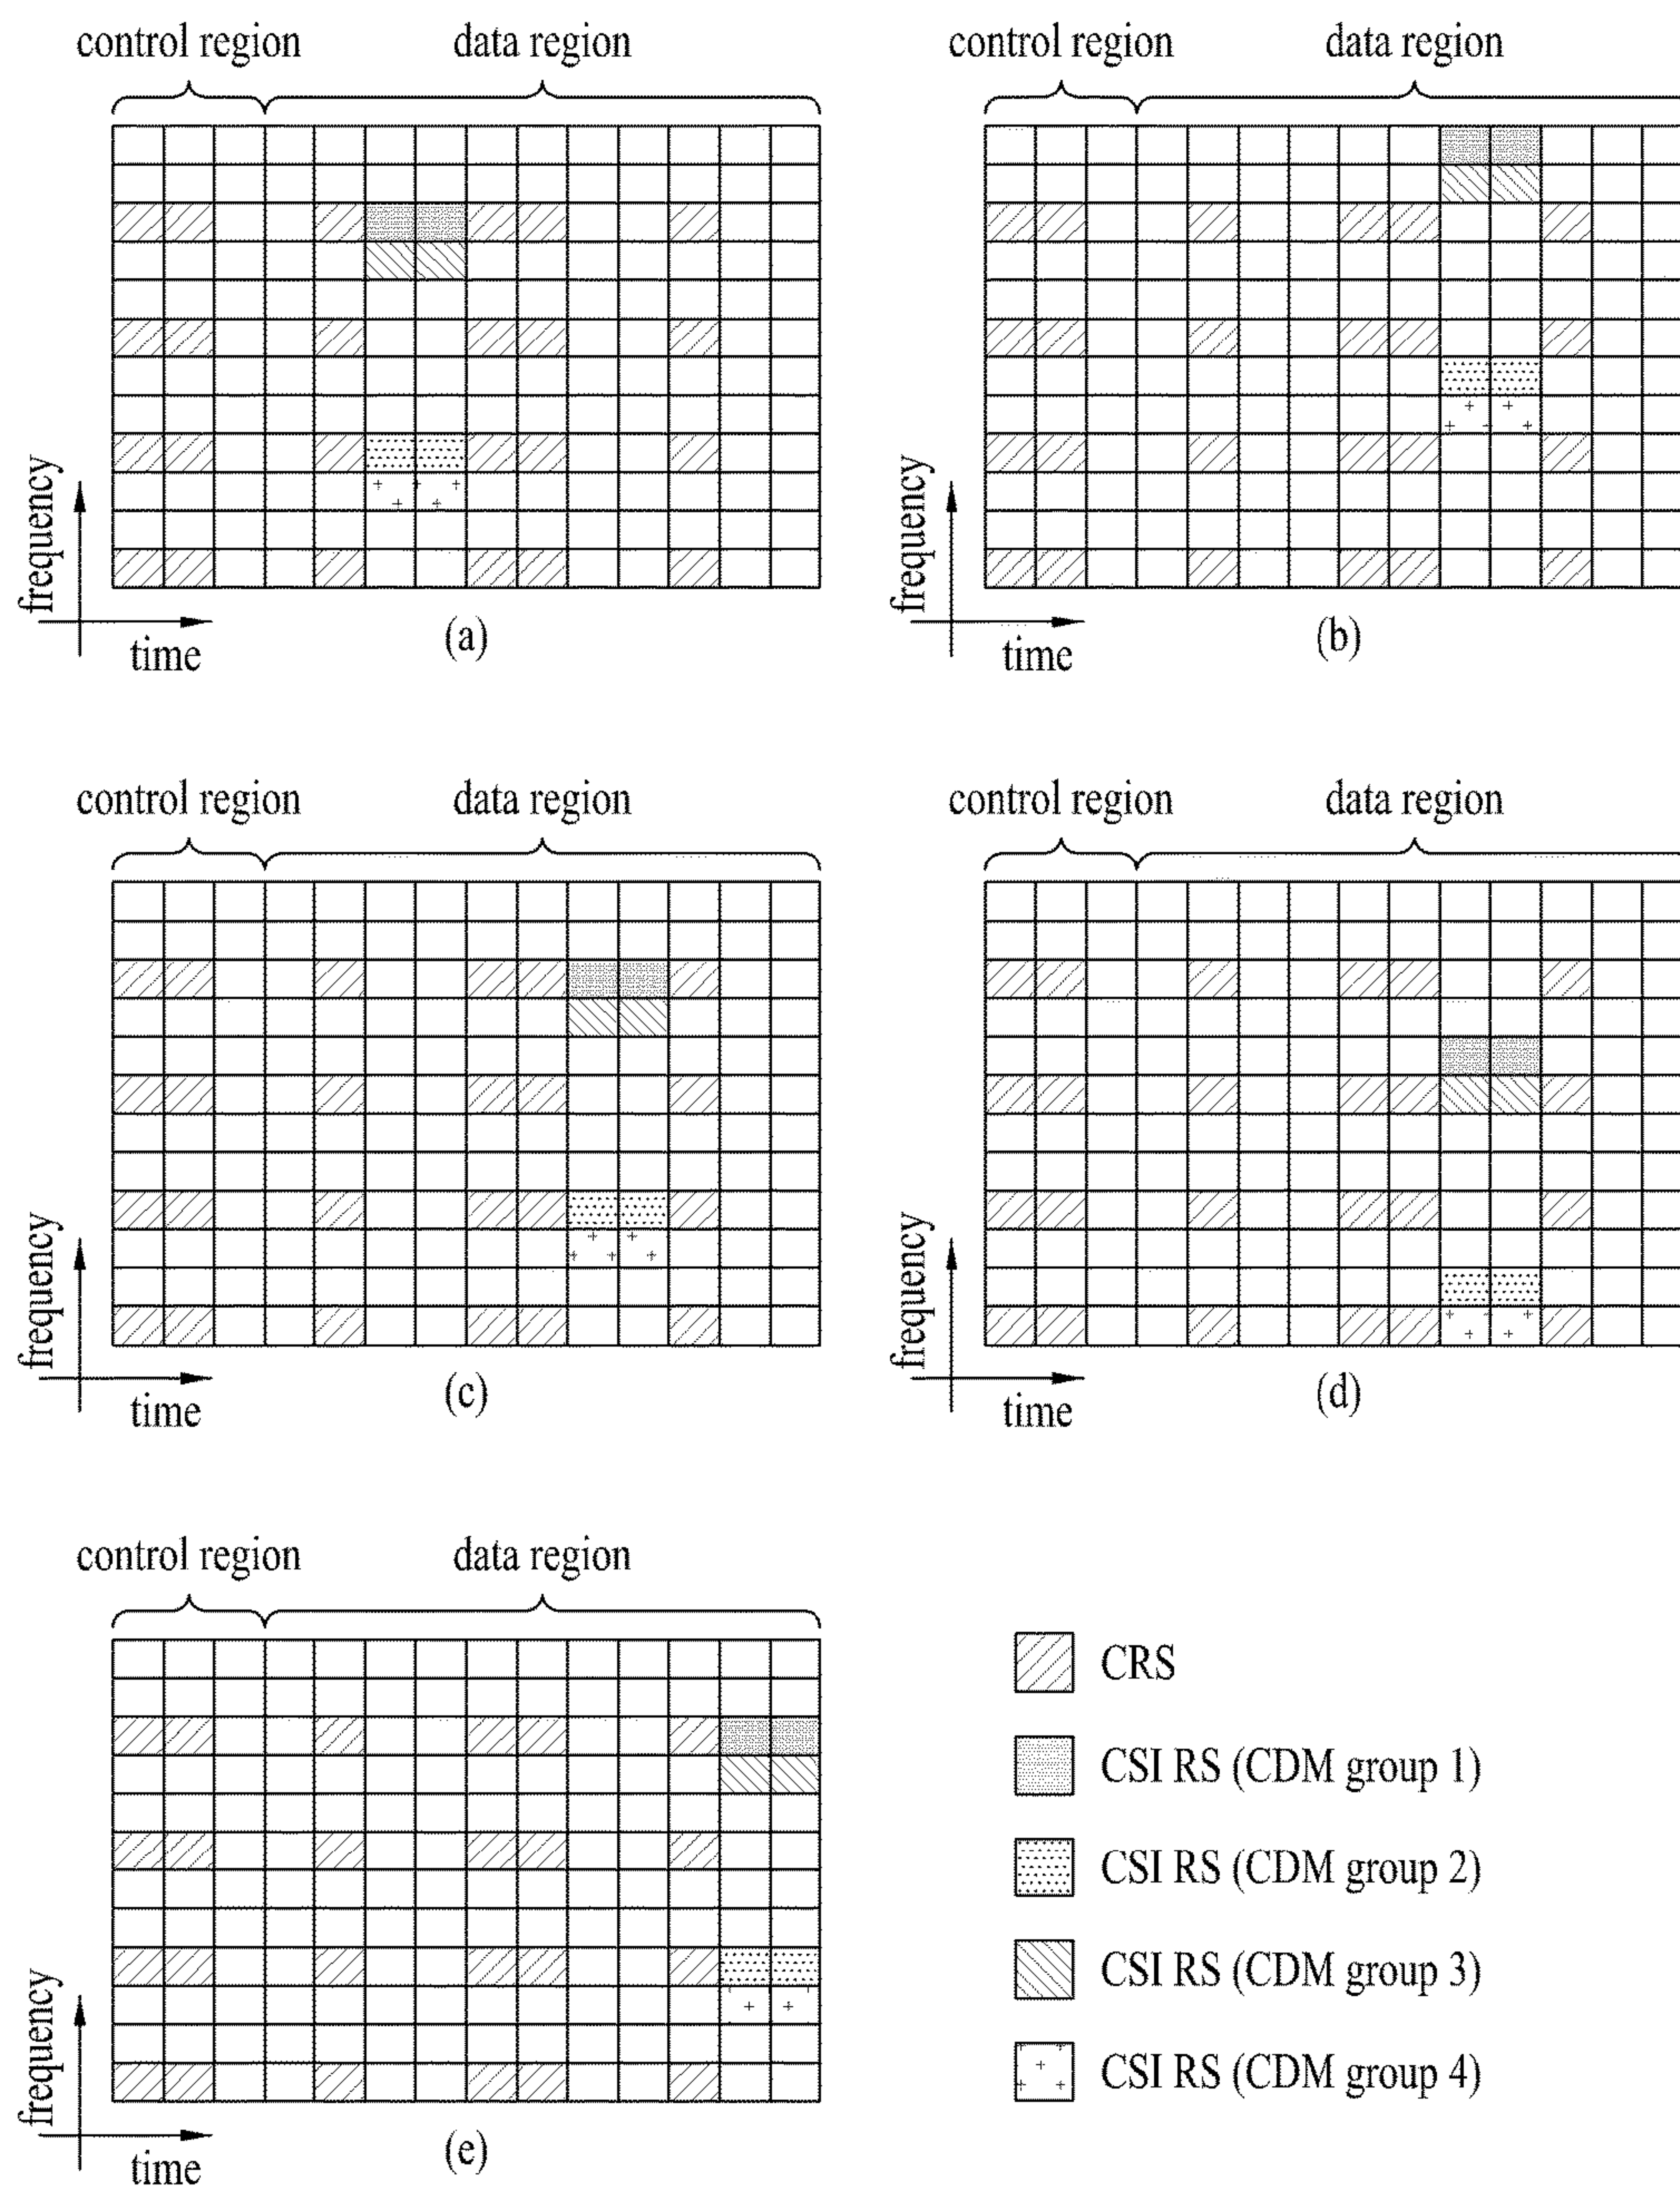 control region
data region
control region
data region
frequency
time
(a)
frequency
time
(b)
control region
data region
control region
data region
frequency
time
(c)
frequency
time
(d)
control region
data region
frequency
time
(e)
CRS
CSI RS (CDM group 1)
CSI RS (CDM group 2)
CSI RS (CDM group 3)
CSI RS (CDM group 4)